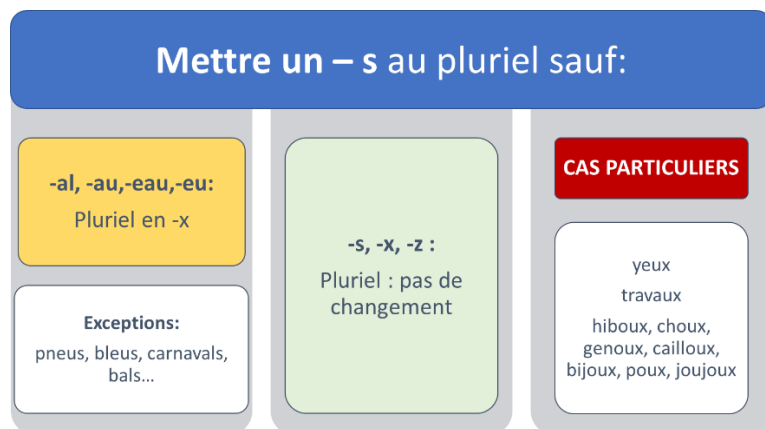 Mettre un – s au pluriel sauf:
-al, -au,-eau,-eu:
Pluriel en -x
Exceptions:
pneus, bleus, carnavals,
bals...
-s, -x, -z :
Pluriel : pas de
changement
CAS PARTICULIERS
yeux
travaux
hiboux, choux,
genoux, cailloux,
bijoux, poux, joujoux